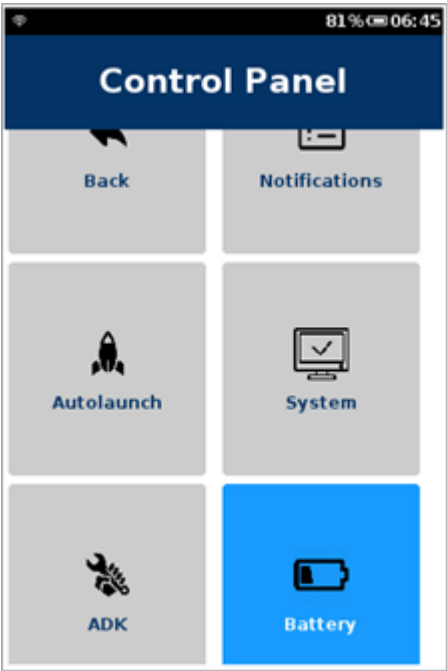 81% 06:45
Control Panel
Back
Notifications
Autolaunch
System
ADK
Battery